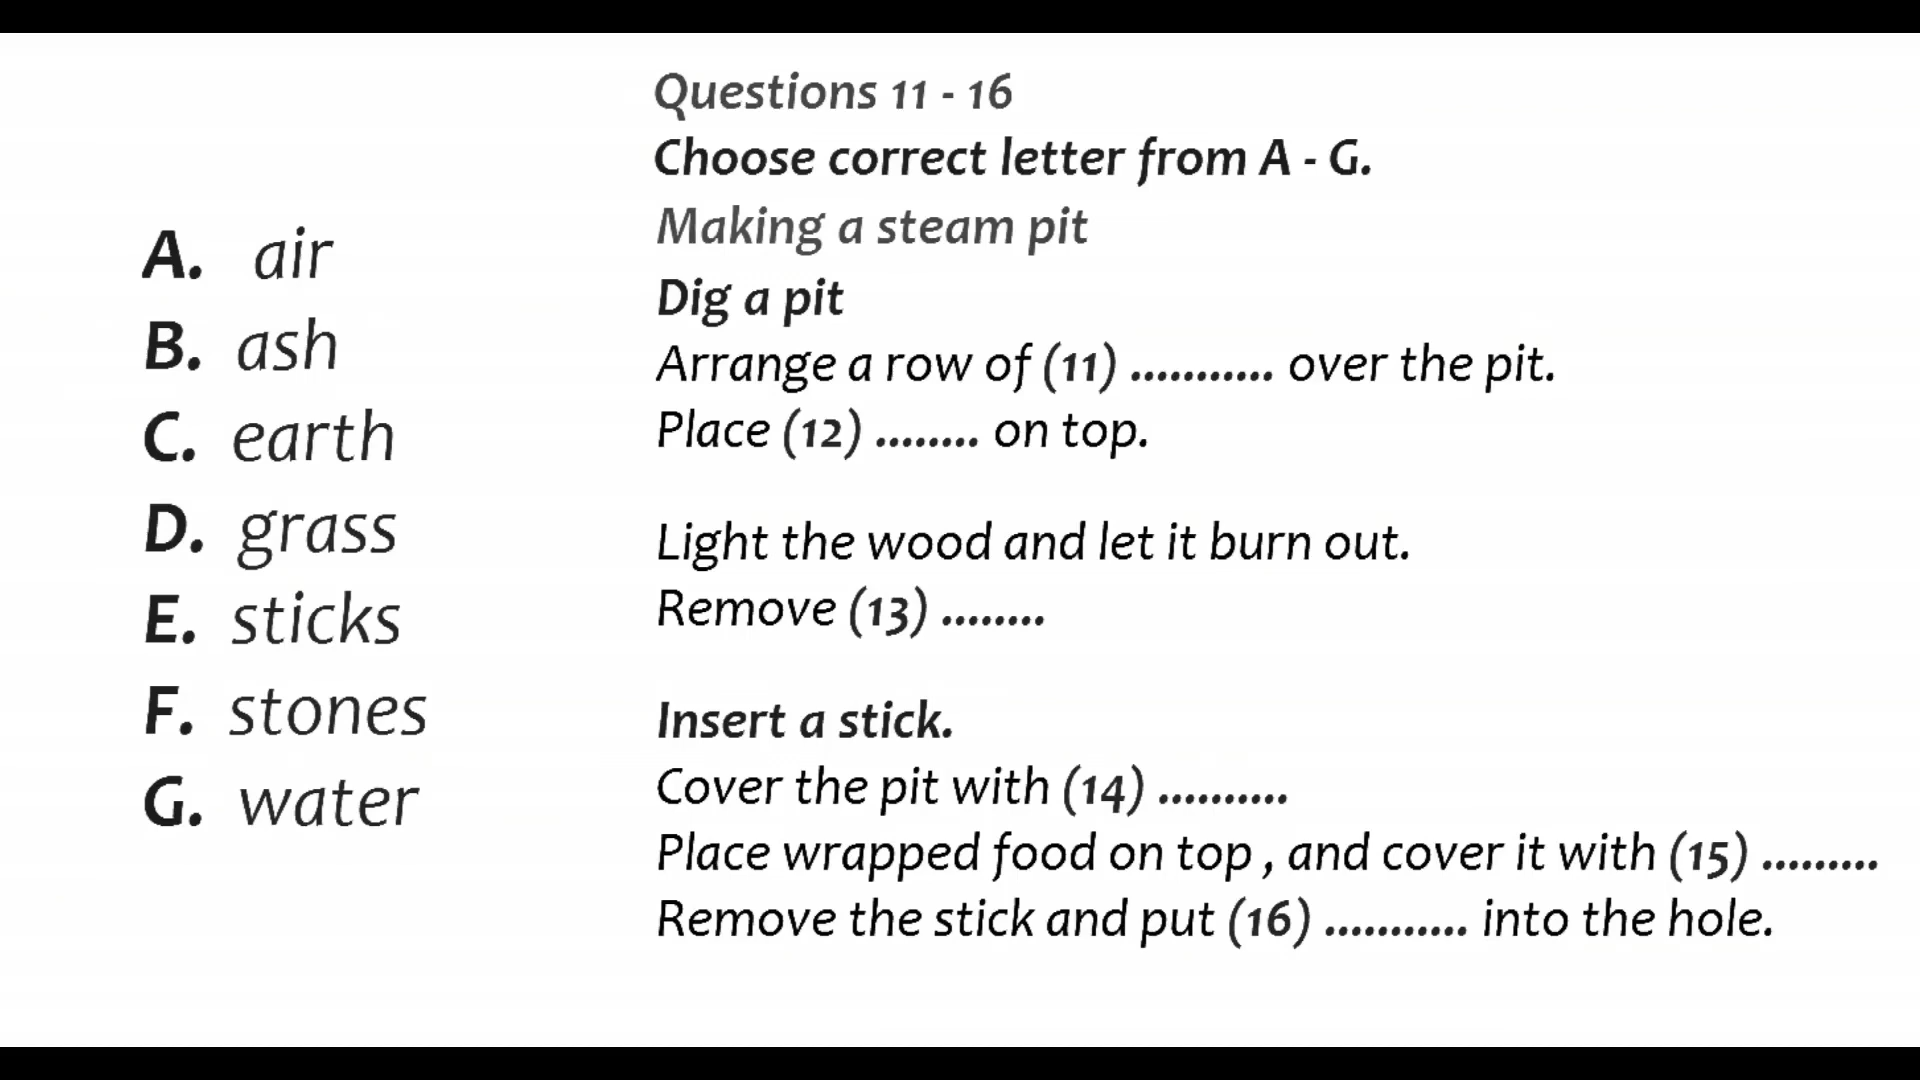 A. air
B. ash
C. earth
D. grass
E. sticks
F. stones
G. water
Questions 11 - 16
Choose correct letter from A - G.
Making a steam pit
Dig a pit
Arrange a row of (11) ........... over the pit.
Place (12) ........ on top.
Light the wood and let it burn out.
Remove (13) ........
Insert a stick.
Cover the pit with (14) ..........
Place wrapped food on top , and cover it with (15) .........
Remove the stick and put (16) ........... into the hole.